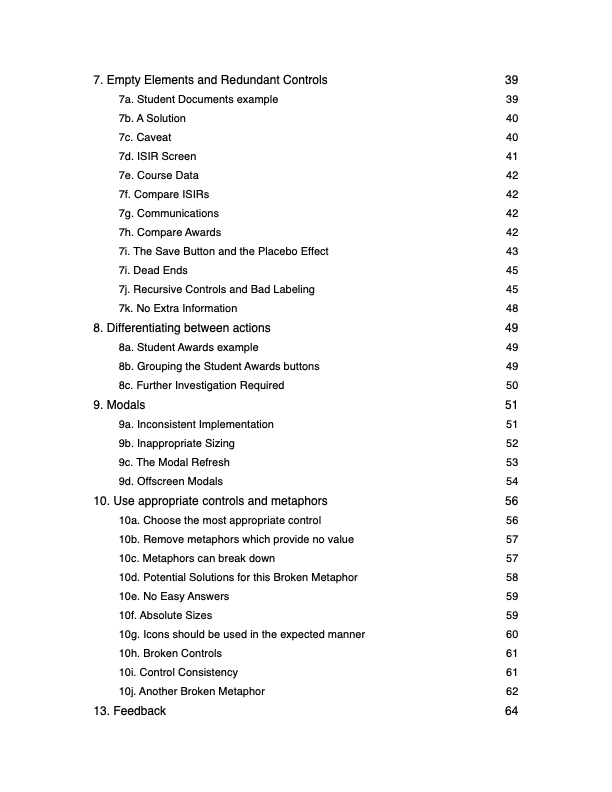 7. Empty Elements and Redundant Controls 39
7a. Student Documents example 39
7b. A Solution 40
7c. Caveat 40
7d. ISIR Screen 41
7e. Course Data 42
7f. Compare ISIRs 42
7g. Communications 42
7h. Compare Awards 42
7i. The Save Button and the Placebo Effect 43
7i. Dead Ends 45
7j. Recursive Controls and Bad Labeling 45
7k. No Extra Information 48
8. Differentiating between actions 49
8a. Student Awards example 49
8b. Grouping the Student Awards buttons 49
8c. Further Investigation Required 50
9. Modals 51
9a. Inconsistent Implementation 51
9b. Inappropriate Sizing 52
9c. The Modal Refresh 53
9d. Offscreen Modals 54
10. Use appropriate controls and metaphors 56
10a. Choose the most appropriate control 56
10b. Remove metaphors which provide no value 57
10c. Metaphors can break down 57
10d. Potential Solutions for this Broken Metaphor 58
10e. No Easy Answers 59
10f. Absolute Sizes 59
10g. Icons should be used in the expected manner 60
10h. Broken Controls 61
10i. Control Consistency 61
10j. Another Broken Metaphor 62
13. Feedback 64